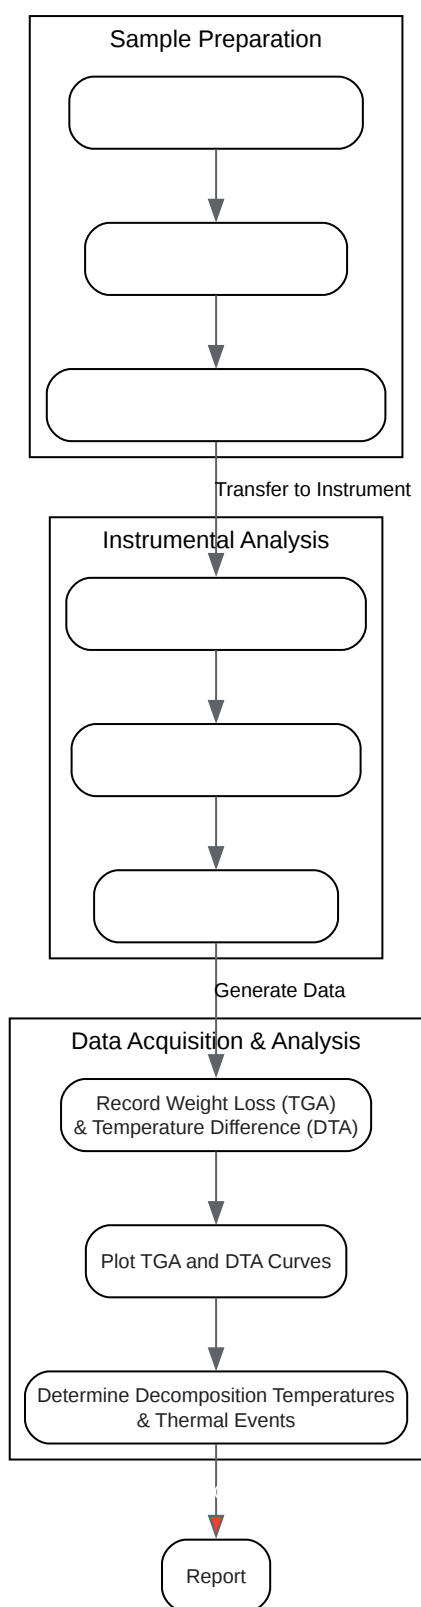 Sample Preparation
Transfer to Instrument
Instrumental Analysis
Generate Data
Data Acquisition & Analysis
Record Weight Loss (TGA)
& Temperature Difference (DTA)
Plot TGA and DTA Curves
Determine Decomposition Temperatures
& Thermal Events
Report